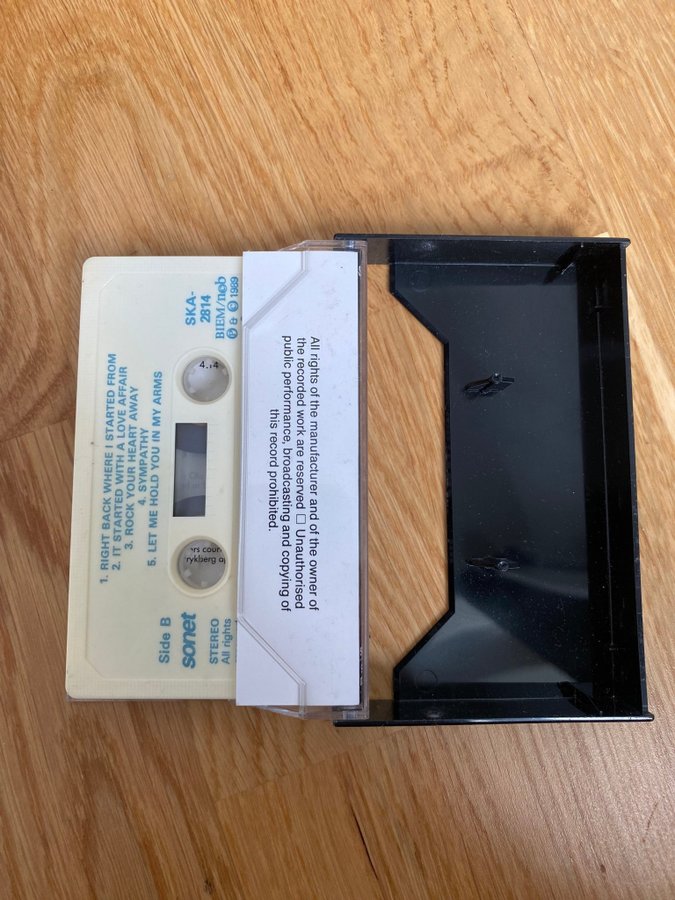 1. RIGHT BACK WHERE I STARTED FROM
2. IT STARTED WITH A LOVE AFFAIR
3. ROCK YOUR HEART AWAY
4. SYMPATHY
5. LET ME HOLD YOU IN MY ARMS
Side B
sonet
STEREO
All rights
SKA-
2814
BIEM/n©b
℗ & © 1989
4.:4
All rights of the manufacturer and of the owner of
the recorded work are reserved □ Unauthorised
public performance, broadcasting and copying of
this record prohibited.